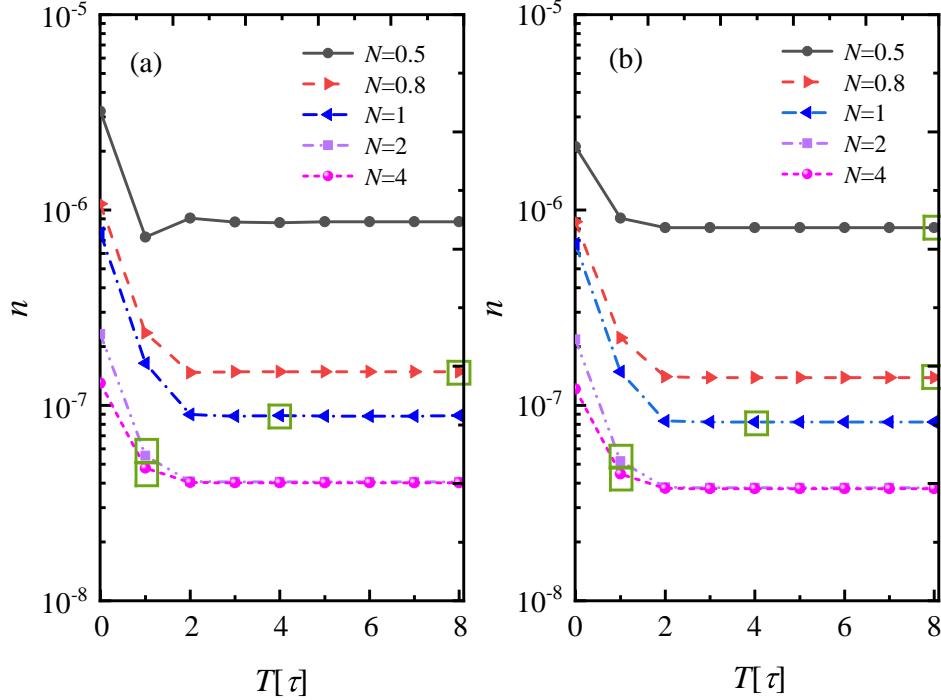 10⁻⁵
(a)
N=0.5
N=0.8
N=1
N=2
N=4
10⁻⁶
n
10⁻⁷
10⁻⁸
0 2 4 6 8
T[τ]
10⁻⁵
(b)
N=0.5
N=0.8
N=1
N=2
N=4
10⁻⁶
n
10⁻⁷
10⁻⁸
0 2 4 6 8
T[τ]